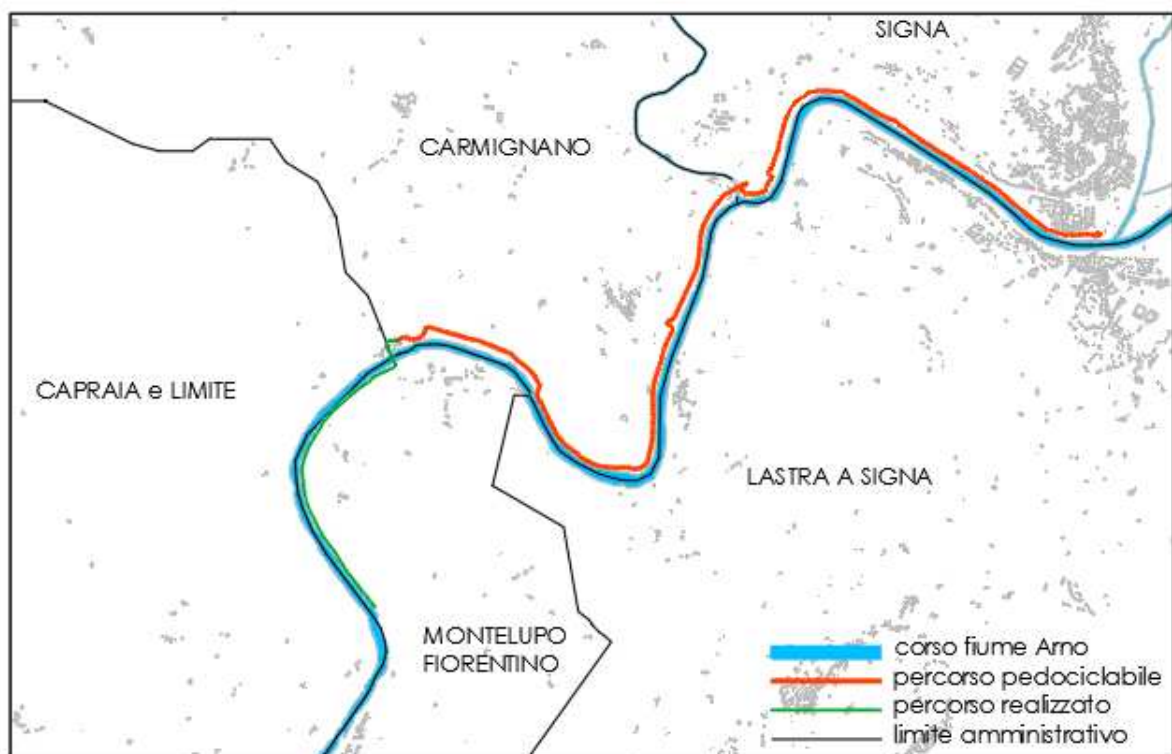 SIGNA
CARMIGNANO
CAPRAIA e LIMITE
LASTRA A SIGNA
MONTELUPO
FIORENTINO
corso fiume Arno
percorso pedociclabile
percorso realizzato
limite amministrativo